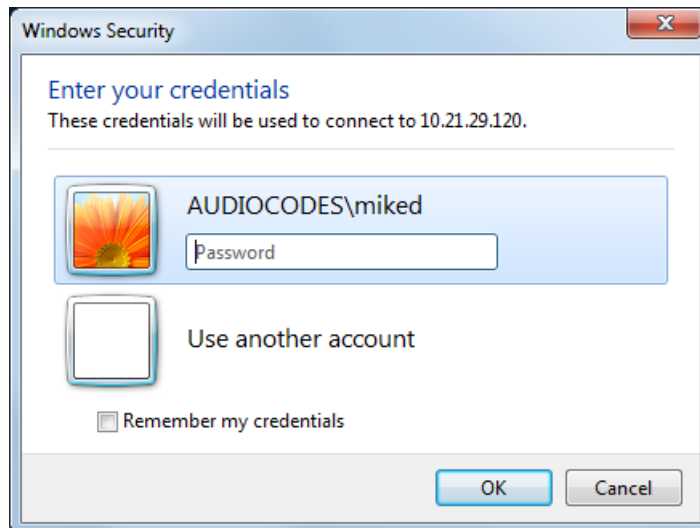 Windows Security
Enter your credentials
These credentials will be used to connect to 10.21.29.120.
AUDIOCODES\miked
Password
Use another account
Remember my credentials
OK
Cancel